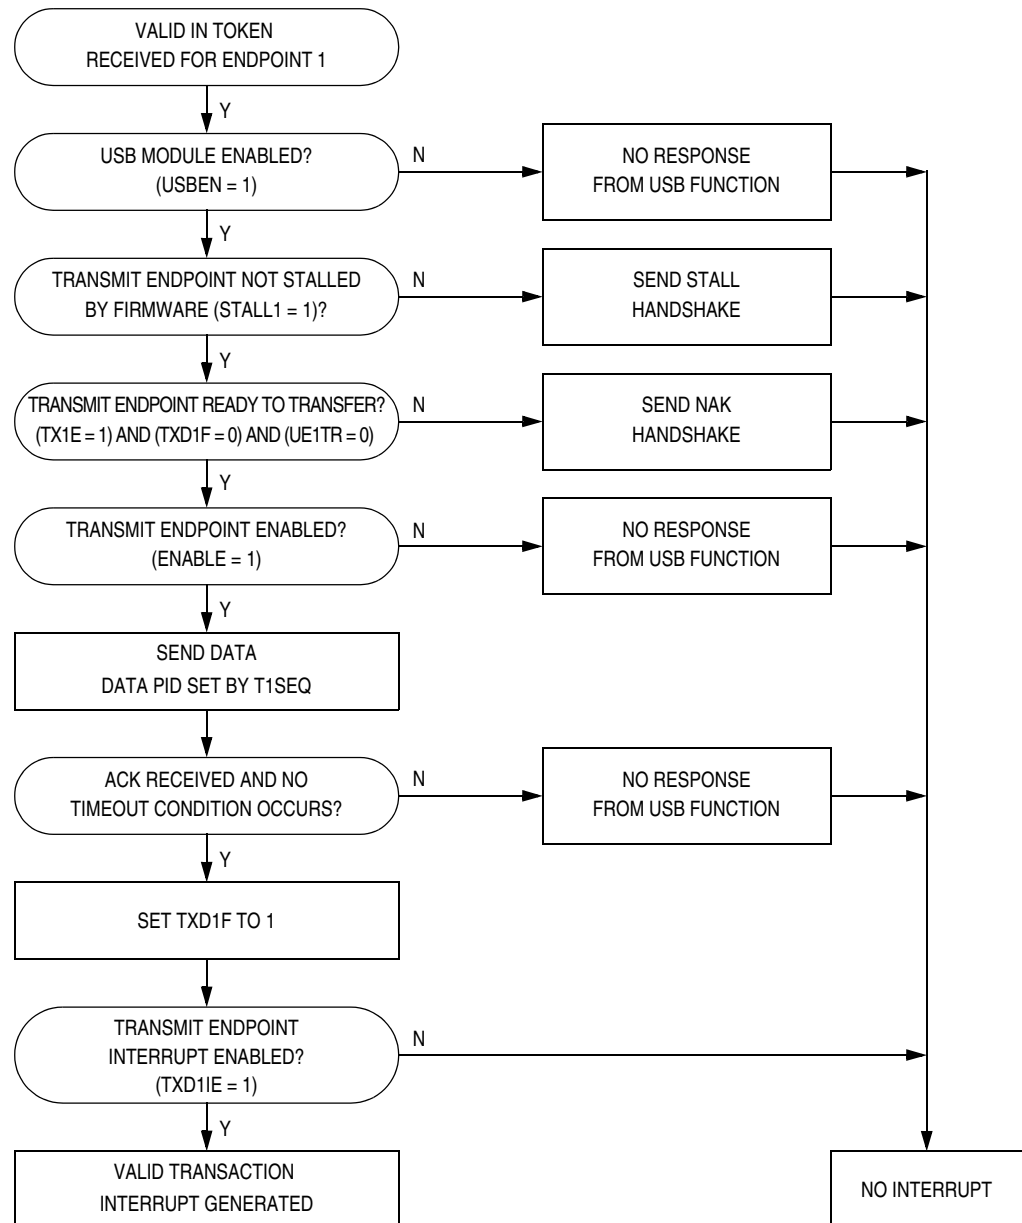 VALID IN TOKEN
RECEIVED FOR ENDPOINT 1
Y
USB MODULE ENABLED?
(USBEN = 1)
N
NO RESPONSE
FROM USB FUNCTION
Y
TRANSMIT ENDPOINT NOT STALLED
BY FIRMWARE (STALL1 = 1)?
N
SEND STALL
HANDSHAKE
Y
TRANSMIT ENDPOINT READY TO TRANSFER?
(TX1E = 1) AND (TXD1F = 0) AND (UE1TR = 0)
N
SEND NAK
HANDSHAKE
Y
TRANSMIT ENDPOINT ENABLED?
(ENABLE = 1)
N
NO RESPONSE
FROM USB FUNCTION
Y
SEND DATA
DATA PID SET BY T1SEQ
ACK RECEIVED AND NO
TIMEOUT CONDITION OCCURS?
N
NO RESPONSE
FROM USB FUNCTION
Y
SET TXD1F TO 1
TRANSMIT ENDPOINT
INTERRUPT ENABLED?
(TXD1IE = 1)
N
Y
VALID TRANSACTION
INTERRUPT GENERATED
NO INTERRUPT